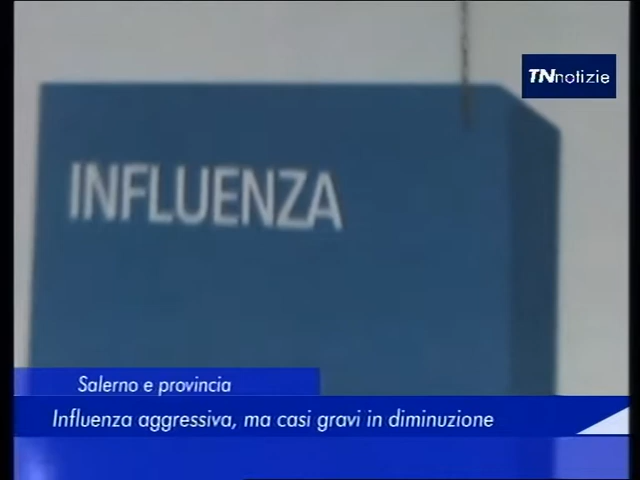 TNnotizie
INFLUENZA
Salerno e provincia
Influenza aggressiva, ma casi gravi in diminuzione